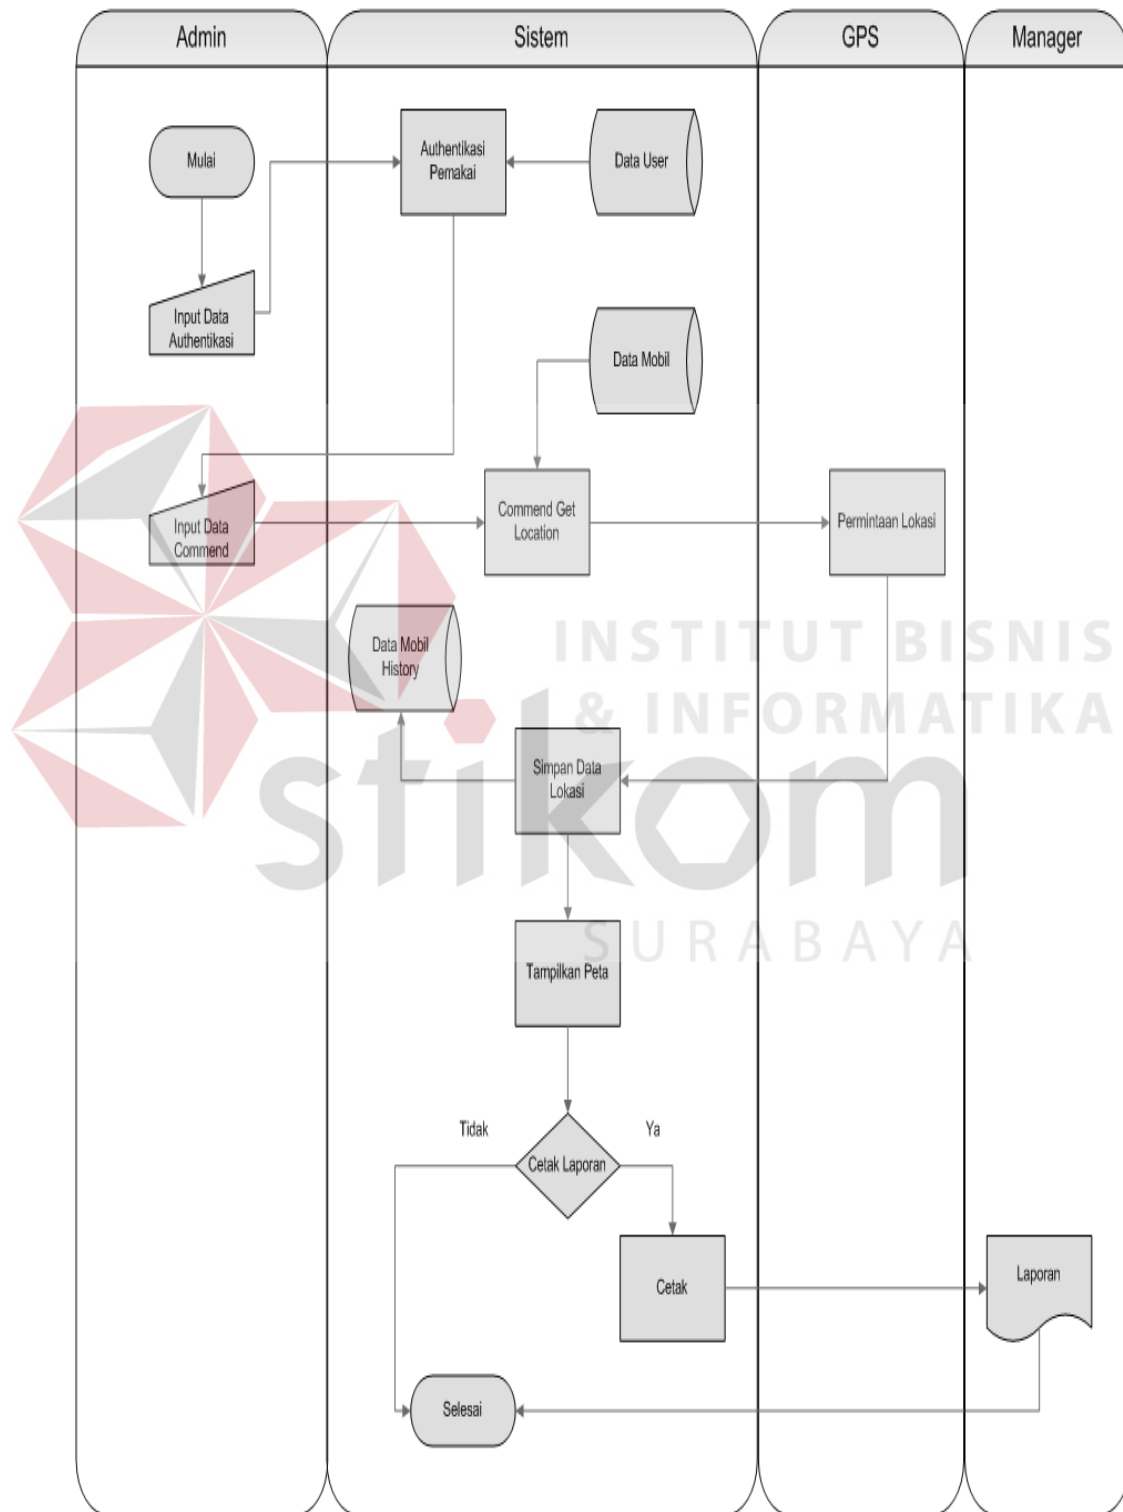 Admin
Sistem
GPS
Manager
Mulai
Authentikasi
Pemakai
Data User
Input Data
Authentikasi
Data Mobil
Input Data
Commend
Commend Get
Location
Permintaan Lokasi
Data Mobil
History
INSTITUT BISNIS
& INFORMATIKA
stikom
SURABAYA
Simpan Data
Lokasi
Tampilkan Peta
Tidak
Ya
Cetak Laporan
Cetak
Laporan
Selesai